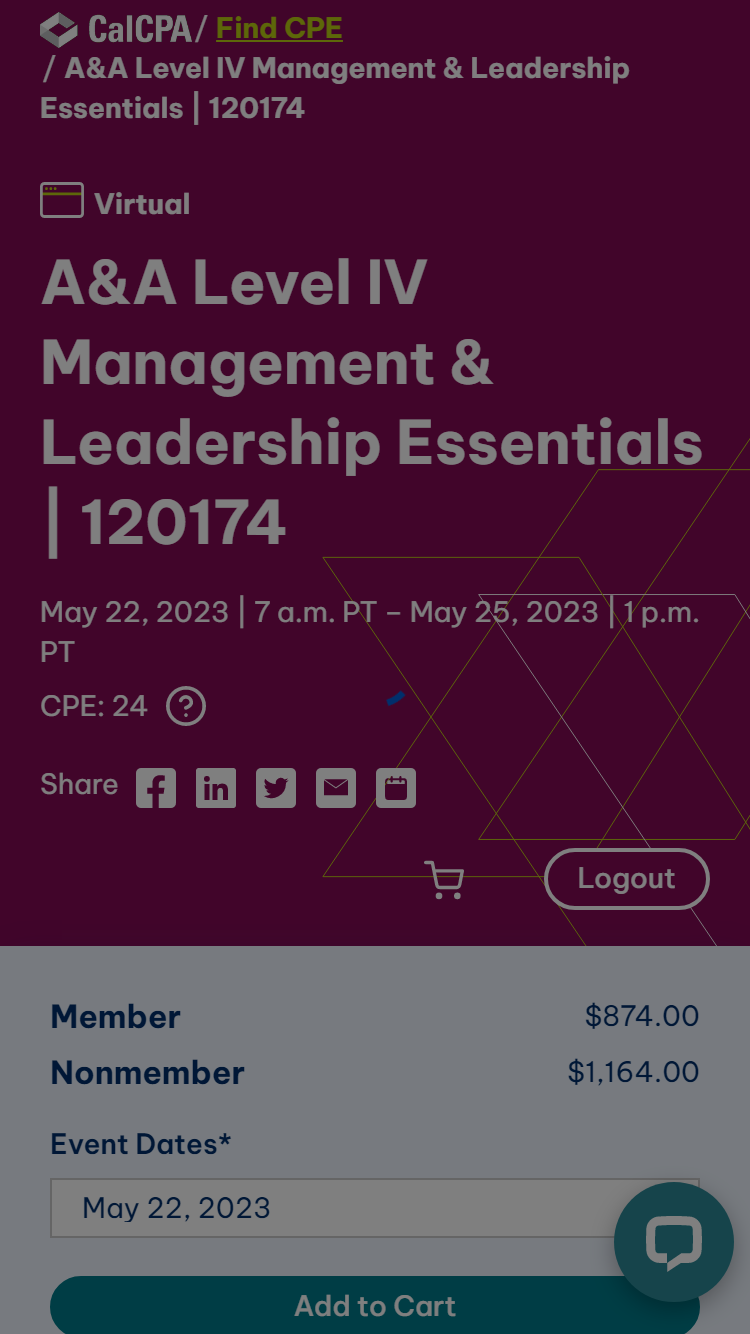 CalCPA / Find CPE
/ A&A Level IV Management & Leadership
Essentials | 120174
Virtual
A&A Level IV
Management &
Leadership Essentials
| 120174
May 22, 2023 | 7 a.m. PT – May 25, 2023 | 1 p.m.
PT
CPE: 24 ?
Share
Logout
Member $874.00
Nonmember $1,164.00
Event Dates*
May 22, 2023
Add to Cart